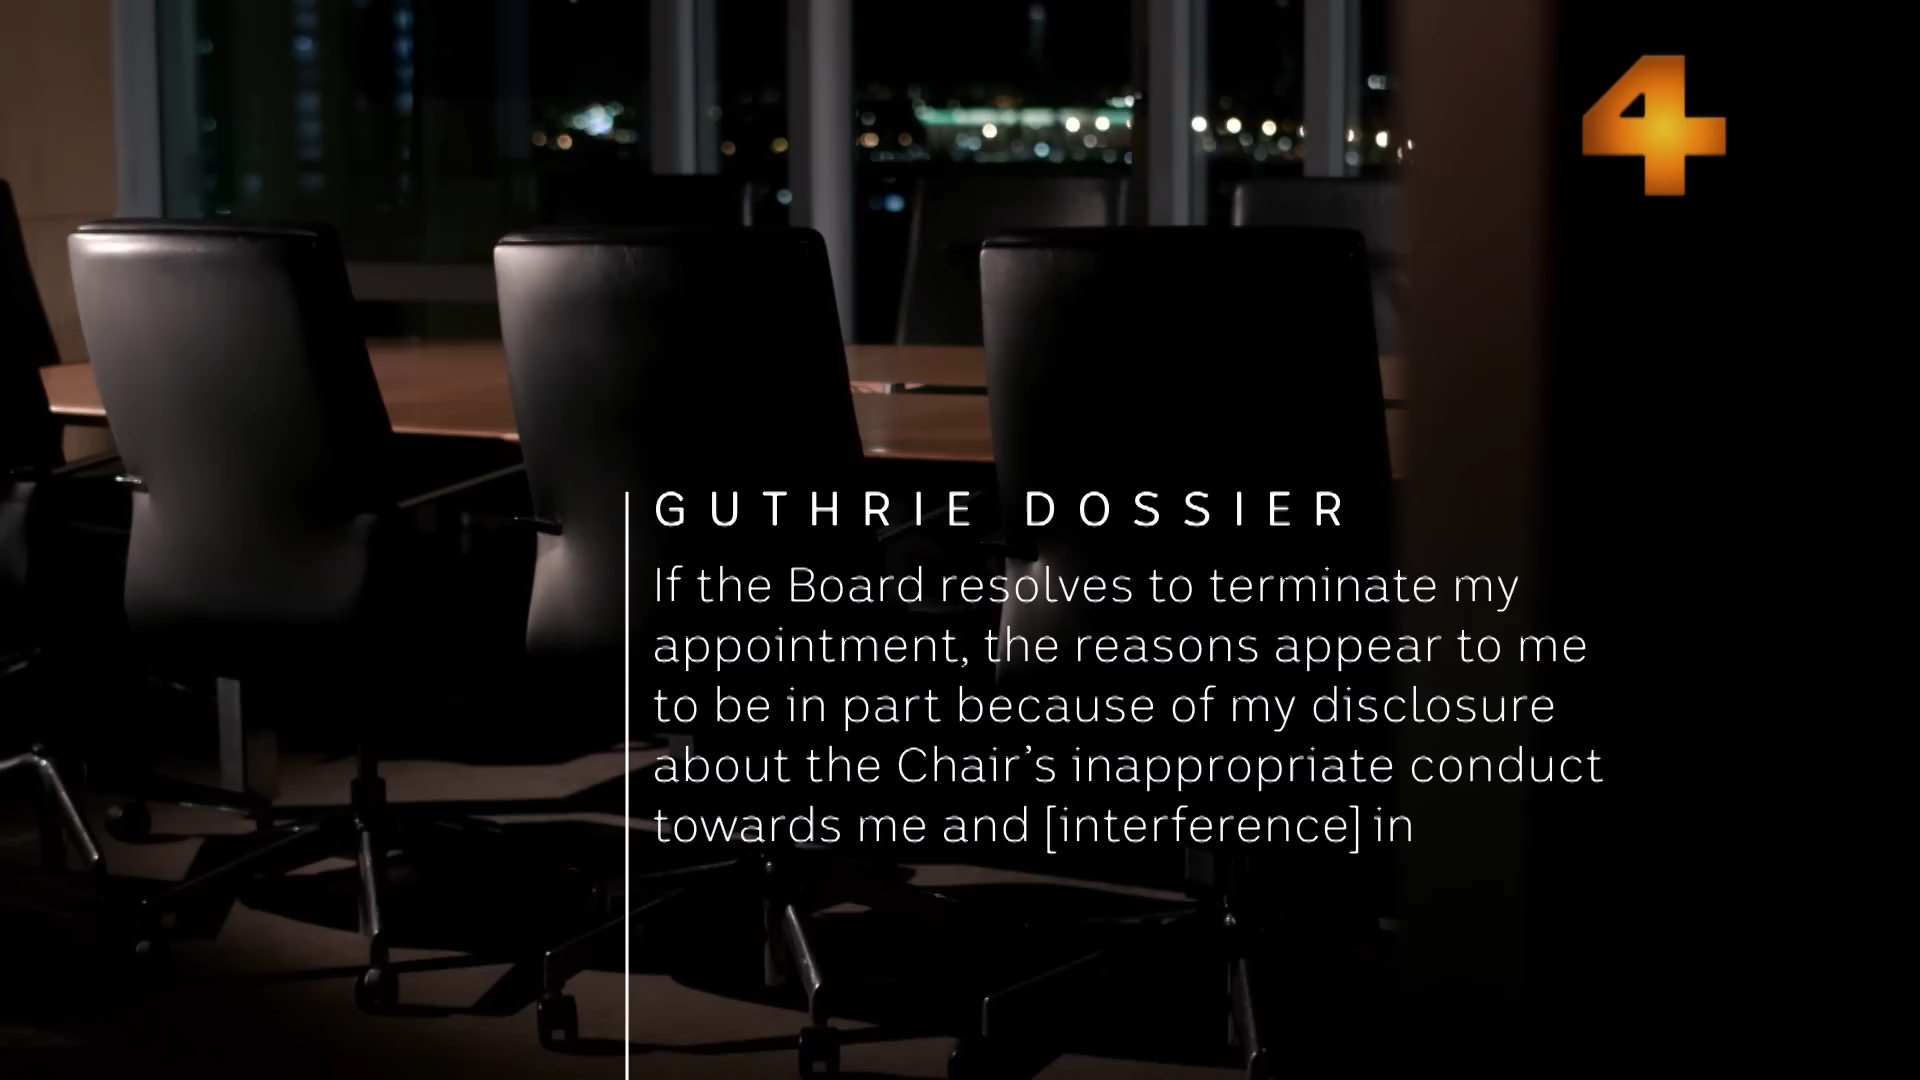 4
GUTHRIE DOSSIER
If the Board resolves to terminate my
appointment, the reasons appear to me
to be in part because of my disclosure
about the Chair’s inappropriate conduct
towards me and [interference] in